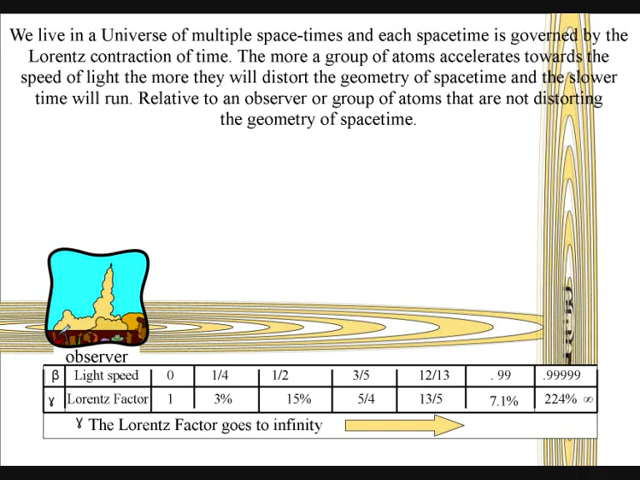 We live in a Universe of multiple space-times and each spacetime is governed by the
Lorentz contraction of time. The more a group of atoms accelerates towards the
speed of light the more they will distort the geometry of spacetime and the slower
time will run. Relative to an observer or group of atoms that are not distorting
the geometry of spacetime.
observer
β Light speed 0 1/4 1/2 3/5 12/13 . 99 .99999
γ Lorentz Factor 1 3% 15% 5/4 13/5 7.1% 224% ∞
γ The Lorentz Factor goes to infinity